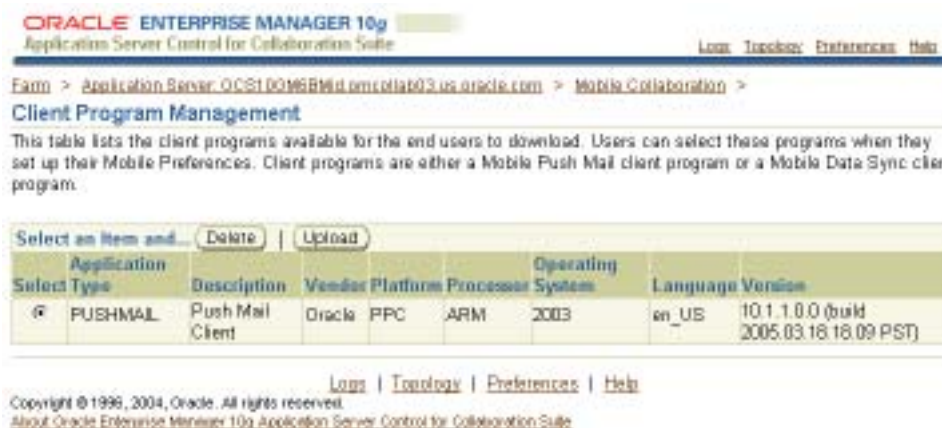 ORACLE ENTERPRISE MANAGER 10g
Application Server Control for Collaboration Suite
Logs Topology Preferences Help
Farm > Application Server: OCS10GM6BMid.pmcollab03.us.oracle.com > Mobile Collaboration >
Client Program Management
This table lists the client programs available for the end users to download. Users can select these programs when they
set up their Mobile Preferences. Client programs are either a Mobile Push Mail client program or a Mobile Data Sync clie
program.
Select an Item and... Delete | Upload
Select Application Type Description Vendor Platform Processor Operating System Language Version
PUSHMAIL Push Mail Client Oracle PPC ARM 2003 en_US 10.1.1.0.0 (build 2005.03.18.18.09 PST)
Logs | Topology | Preferences | Help
Copyright © 1996, 2004, Oracle. All rights reserved.
About Oracle Enterprise Manager 10g Application Server Control for Collaboration Suite